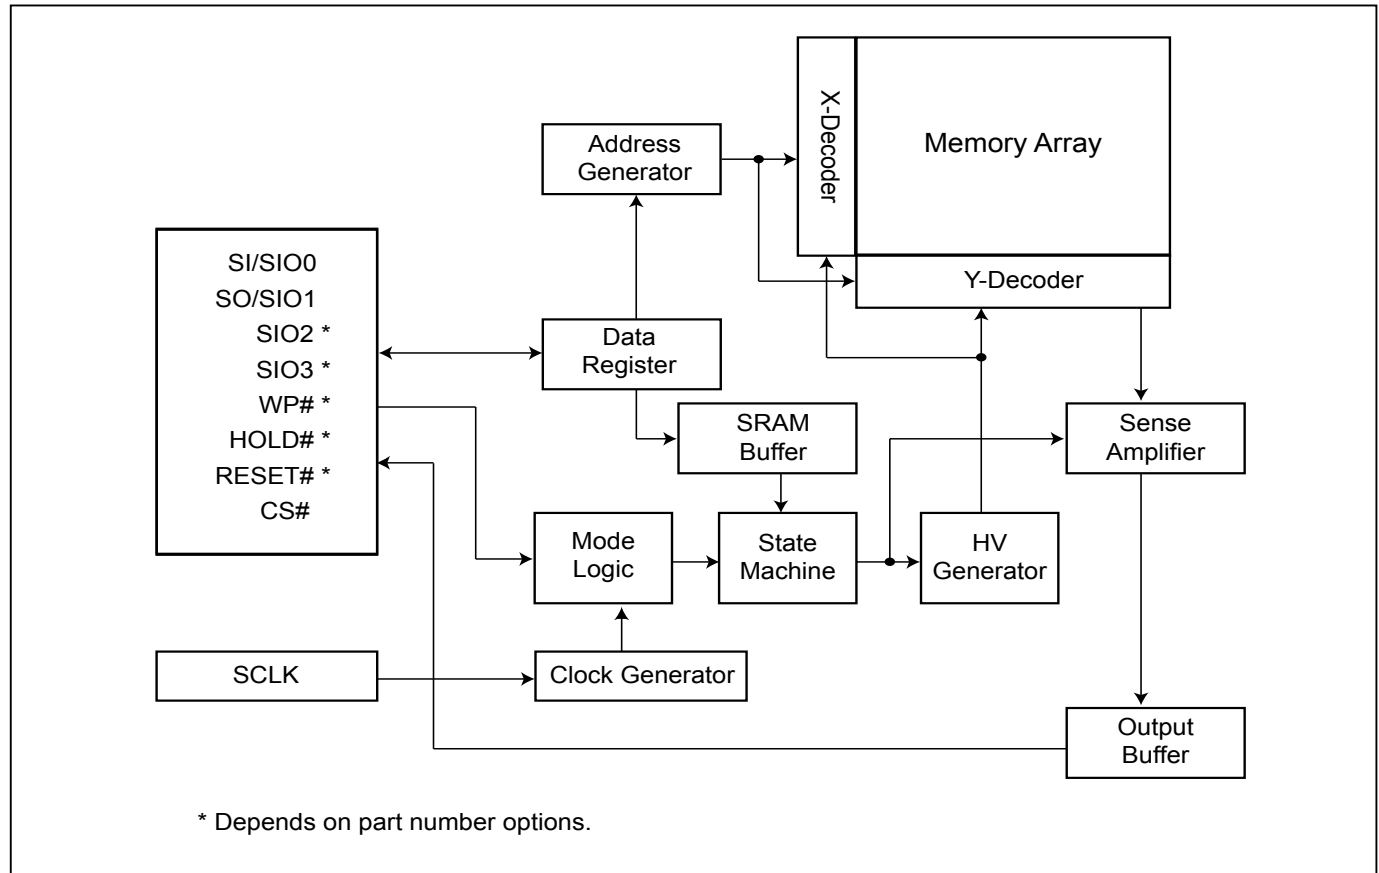 X-Decoder
Memory Array
Address
Generator
Y-Decoder
SI/SIO0
SO/SIO1
SIO2 *
SIO3 *
WP# *
HOLD# *
RESET# *
CS#
Data
Register
SRAM
Buffer
Sense
Amplifier
Mode
Logic
State
Machine
HV
Generator
SCLK
Clock Generator
Output
Buffer
* Depends on part number options.